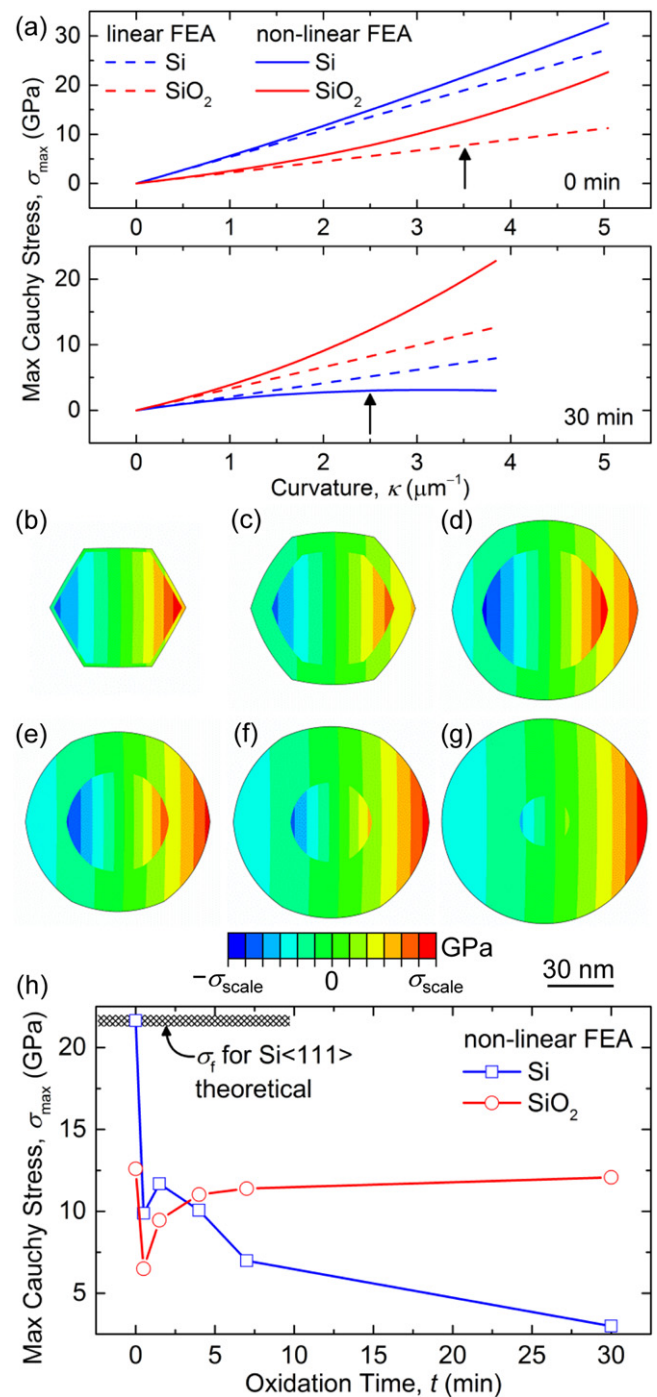 (a)
linear FEA non-linear FEA
Si Si
SiO₂ SiO₂
30
20
10
0
0 min
0 1 2 3 4 5
Max Cauchy Stress, σmax (GPa)
20
10
0
30 min
0 1 2 3 4 5
Curvature, κ (μm⁻¹)
(b) (c) (d)
(e) (f) (g)
GPa
−σscale 0 σscale
30 nm
(h)
σf for Si<111>
theoretical
non-linear FEA
Si
SiO₂
20
15
10
5
Max Cauchy Stress, σmax (GPa)
0 5 10 15 20 25 30
Oxidation Time, t (min)